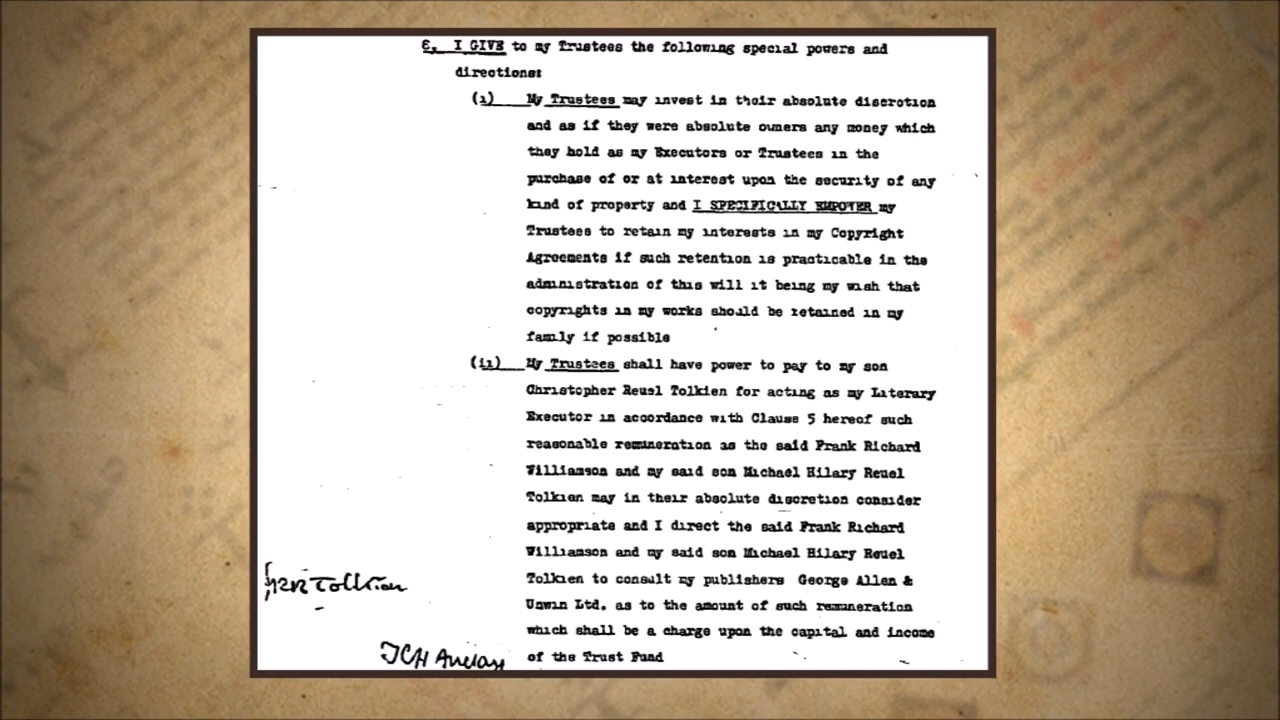 6. I GIVE to my Trustees the following special powers and
directions:
(i) My Trustees may invest in their absolute discretion
and as if they were absolute owners any money which
they hold as my Executors or Trustees in the
purchase of or at interest upon the security of any
kind of property and I SPECIFICALLY EMPOWER my
Trustees to retain my interests in my Copyright
Agreements if such retention is practicable in the
administration of this will it being my wish that
copyrights in my works should be retained in my
family if possible
(ii) My Trustees shall have power to pay to my son
Christopher Reuel Tolkien for acting as my Literary
Executor in accordance with Clause 5 hereof such
reasonable remuneration as the said Frank Richard
Williamson and my said son Michael Hilary Reuel
Tolkien may in their absolute discretion consider
appropriate and I direct the said Frank Richard
Williamson and my said son Michael Hilary Reuel
Tolkien to consult my publishers George Allen &
Unwin Ltd. as to the amount of such remuneration
which shall be a charge upon the capital and income
of the Trust Fund
JRR Tolkien